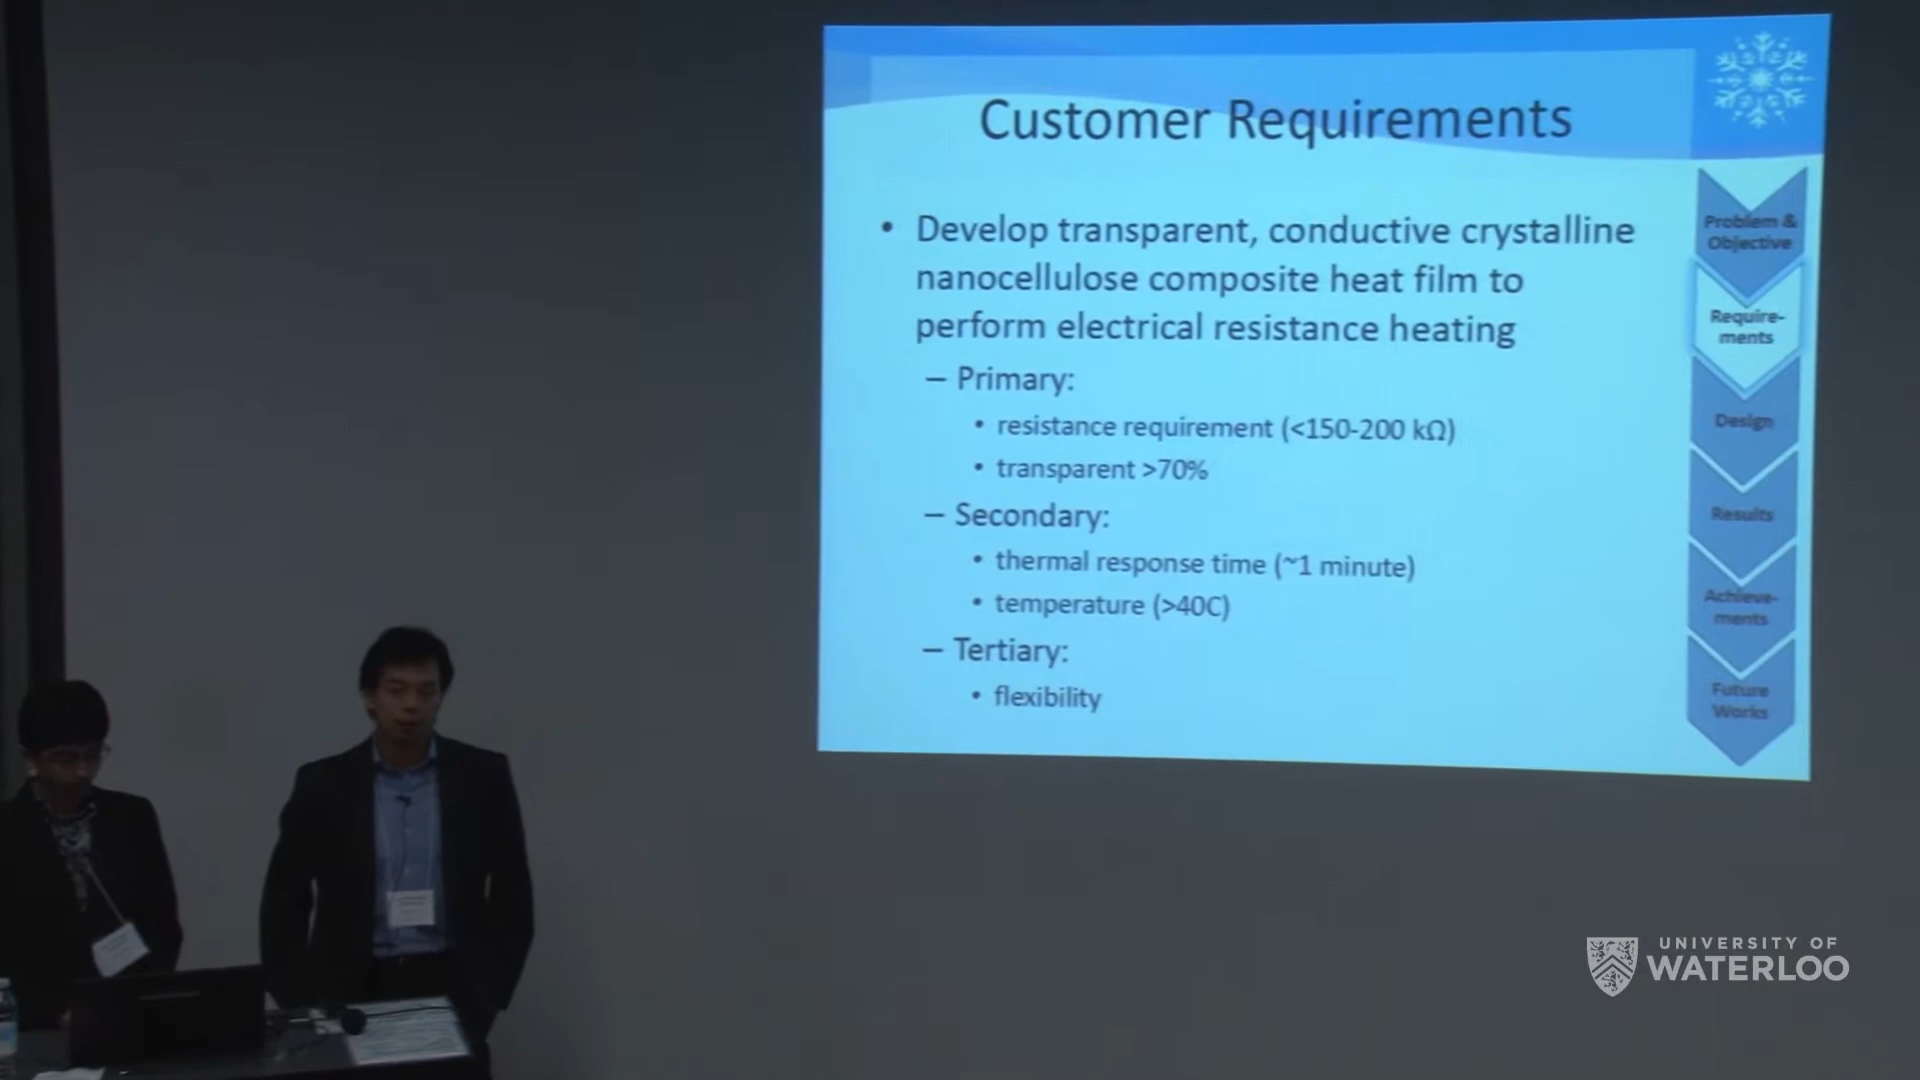 Customer Requirements
• Develop transparent, conductive crystalline
nanocellulose composite heat film to
perform electrical resistance heating
– Primary:
• resistance requirement (<150-200 kΩ)
• transparent >70%
– Secondary:
• thermal response time (~1 minute)
• temperature (>40C)
– Tertiary:
• flexibility
Problem &
Objective
Require-
ments
Design
Results
Achieve-
ments
Future
Works
UNIVERSITY OF
WATERLOO